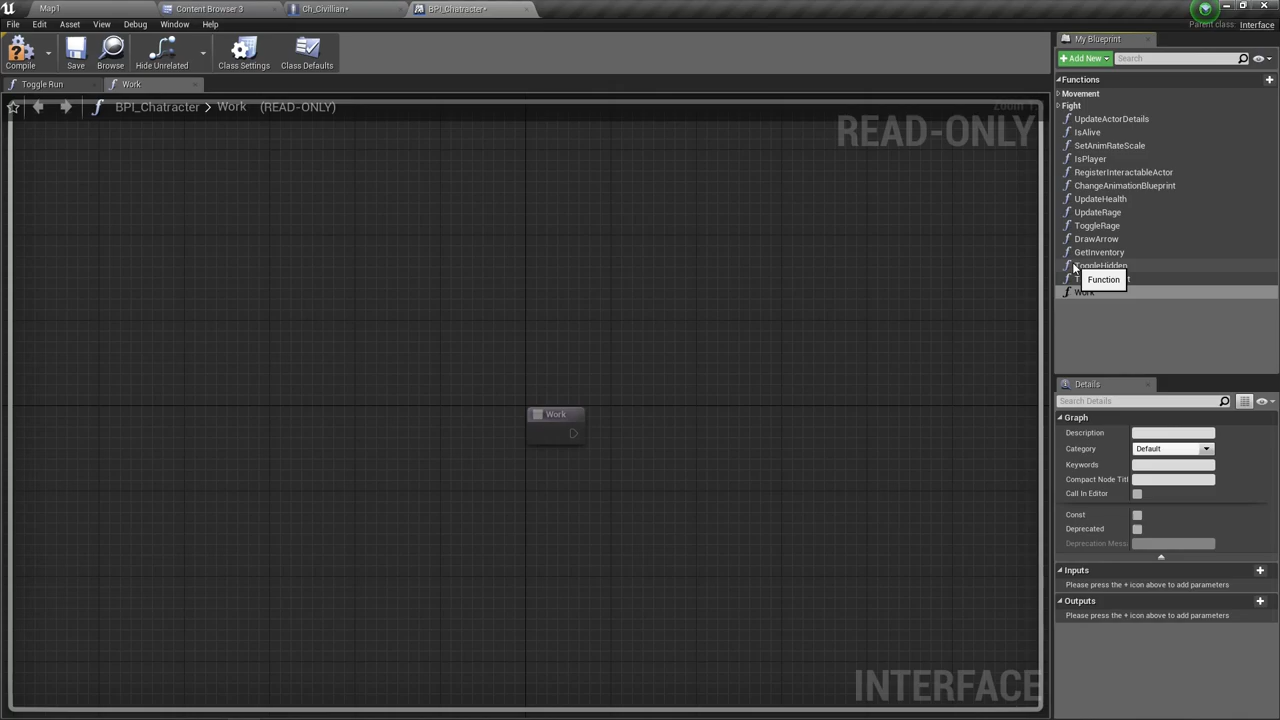 Map1
Content Browser 3
Ch_Civillian*
BPI_Chatracter*
Parent class: Interface
File Edit Asset View Debug Window Help
My Blueprint
Compile Save Browse Hide Unrelated Class Settings Class Defaults
Add New Search
Toggle Run Work
Functions
BPI_Chatracter > Work (READ-ONLY)
READ-ONLY
Movement
Fight
UpdateActorDetails
IsAlive
SetAnimRateScale
IsPlayer
RegisterInteractableActor
ChangeAnimationBlueprint
UpdateHealth
UpdateRage
ToggleRage
DrawArrow
GetInventory
ToggleHidden
Function
Work
Work
Details
Search Details
Graph
Description
Category Default
Keywords
Compact Node Titl
Call In Editor
Const
Deprecated
Deprecation Mess
Inputs
Please press the + icon above to add parameters
Outputs
Please press the + icon above to add parameters
INTERFACE